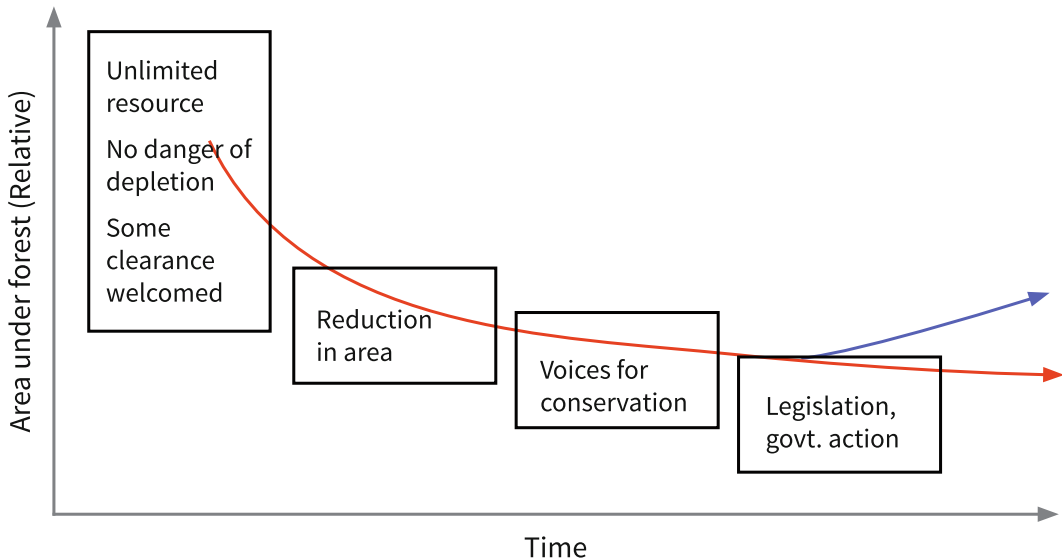 Area under forest (Relative)
Unlimited
resource
No danger of
depletion
Some
clearance
welcomed
Reduction
in area
Voices for
conservation
Legislation,
govt. action
Time